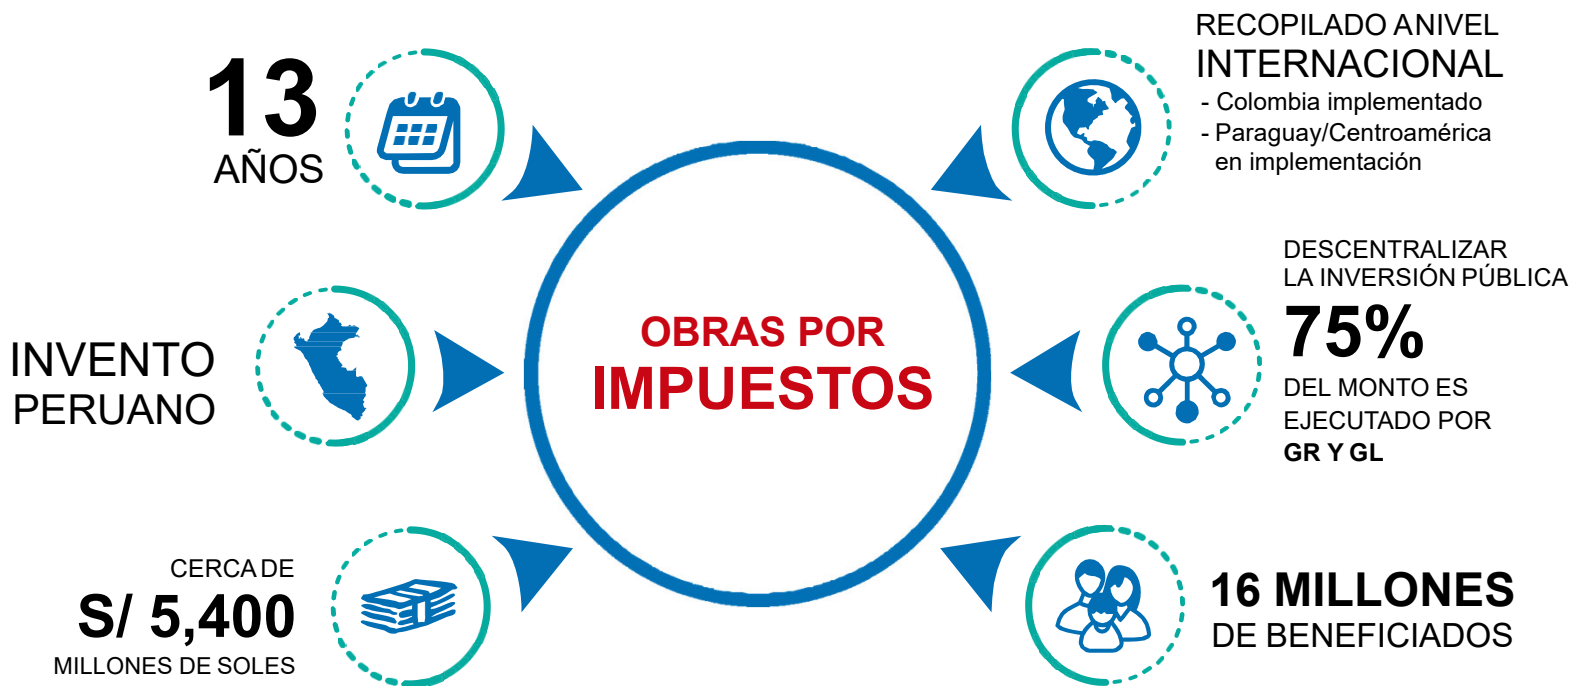 13
AÑOS
INVENTO
PERUANO
CERCA DE
S/ 5,400
MILLONES DE SOLES
OBRAS POR
IMPUESTOS
RECOPILADO A NIVEL
INTERNACIONAL
- Colombia implementado
- Paraguay/Centroamérica
en implementación
DESCENTRALIZAR
LA INVERSIÓN PÚBLICA
75%
DEL MONTO ES
EJECUTADO POR
GR Y GL
16 MILLONES
DE BENEFICIADOS